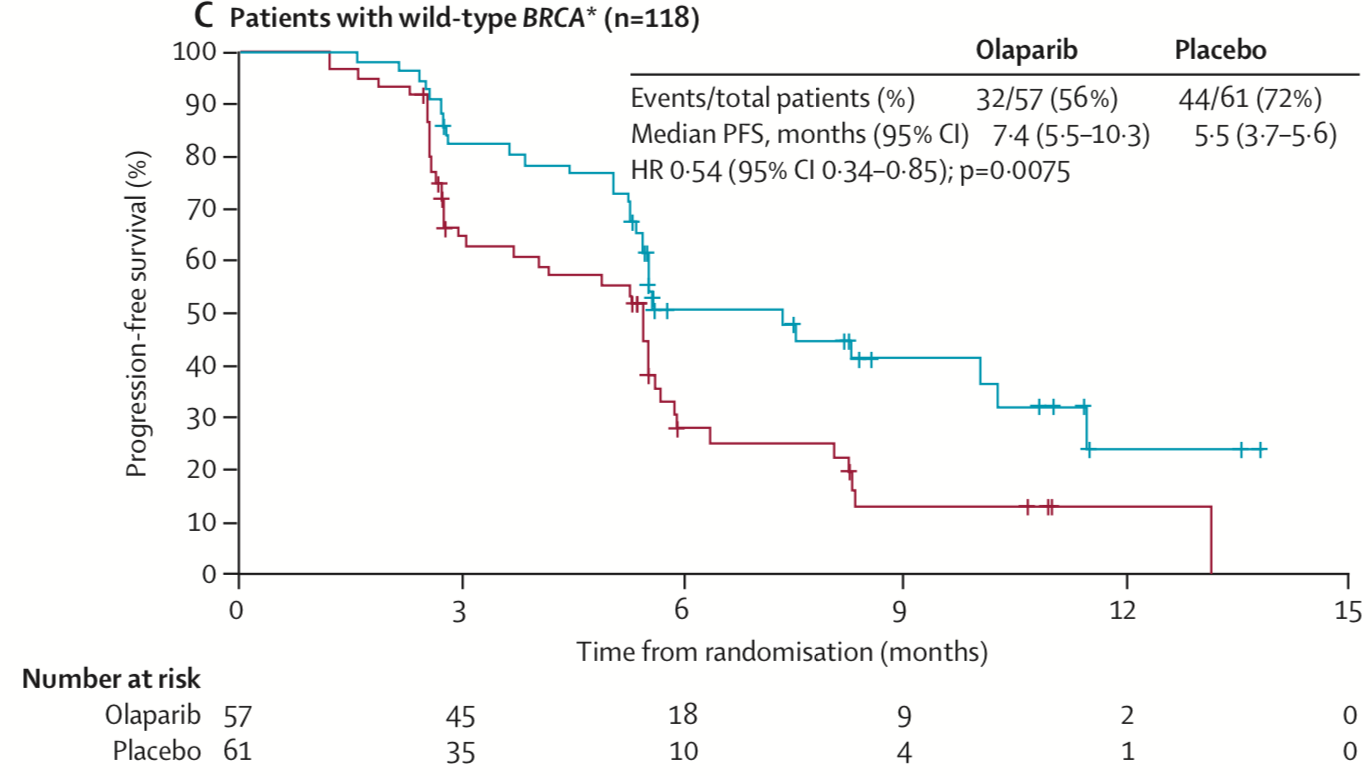 C Patients with wild-type BRCA* (n=118)
Olaparib Placebo
Events/total patients (%) 32/57 (56%) 44/61 (72%)
Median PFS, months (95% CI) 7·4 (5·5–10·3) 5·5 (3·7–5·6)
HR 0·54 (95% CI 0·34–0·85); p=0·0075
Progression-free survival (%)
100
90
80
70
60
50
40
30
20
10
0
0 3 6 9 12 15
Time from randomisation (months)
Number at risk
Olaparib 57 45 18 9 2 0
Placebo 61 35 10 4 1 0